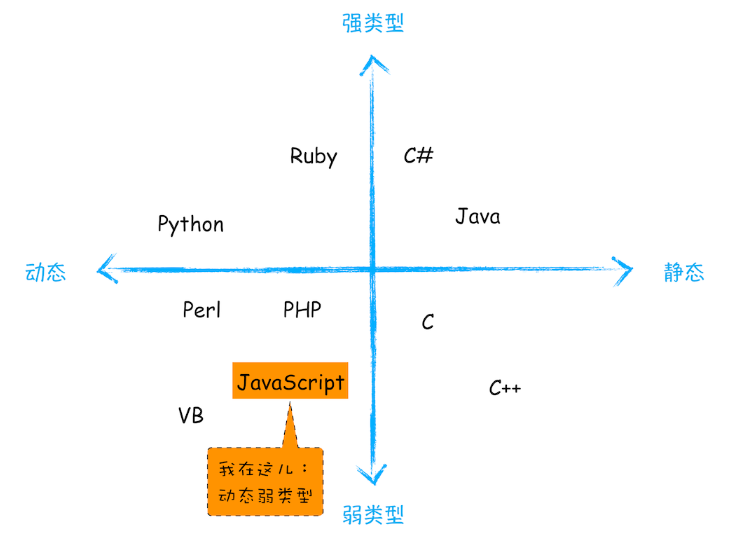 强类型
Ruby
C#
Python
Java
动态
静态
Perl
PHP
C
JavaScript
C++
VB
我在这儿：
动态弱类型
弱类型